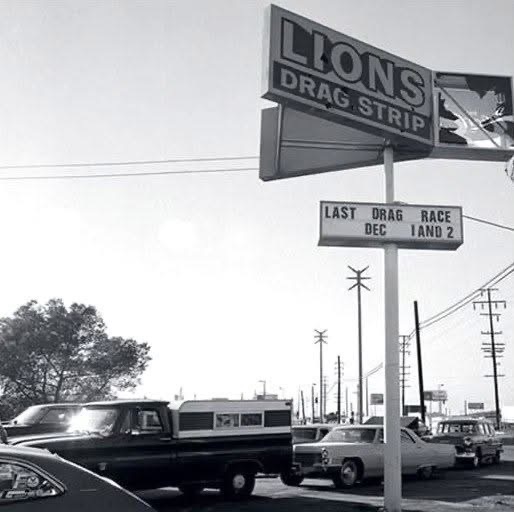 LIONS
DRAG STRIP
LAST DRAG RACE
DEC 1 AND 2